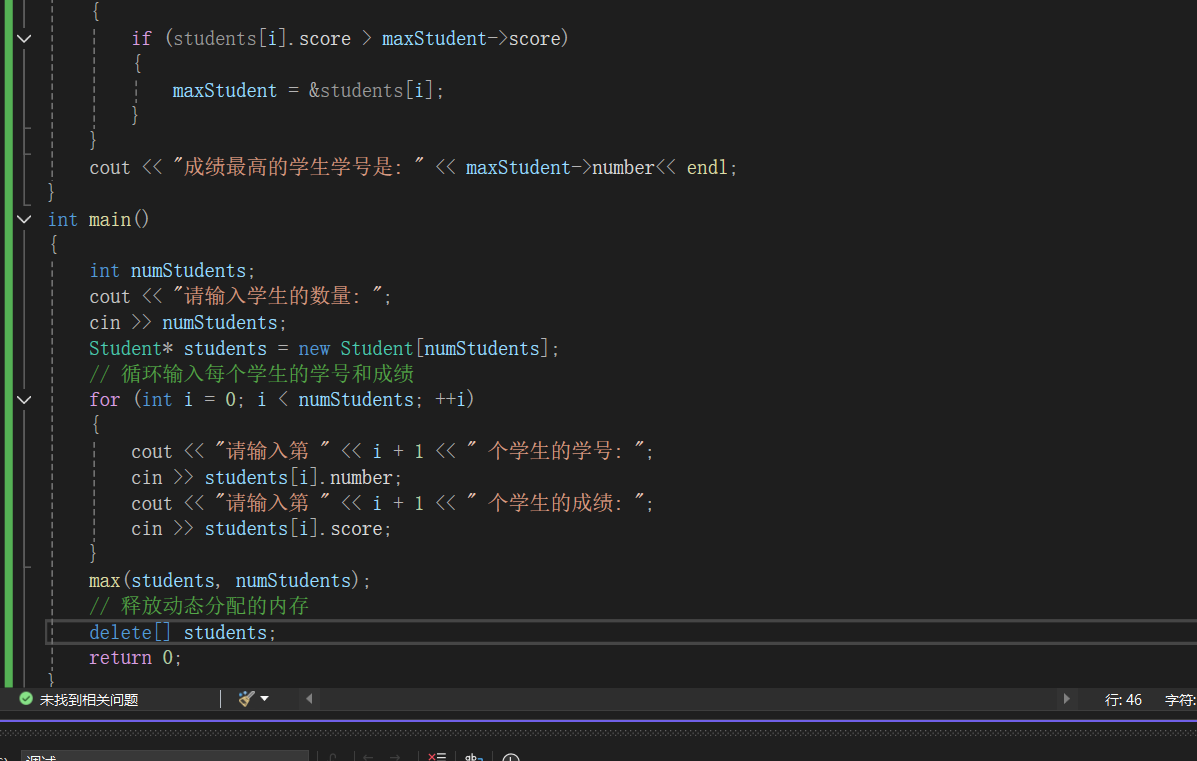 {
if (students[i].score > maxStudent->score)
{
maxStudent = &students[i];
}
}
cout << "成绩最高的学生学号是: " << maxStudent->number<< endl;
}
int main()
{
int numStudents;
cout << "请输入学生的数量: ";
cin >> numStudents;
Student* students = new Student[numStudents];
// 循环输入每个学生的学号和成绩
for (int i = 0; i < numStudents; ++i)
{
cout << "请输入第 " << i + 1 << " 个学生的学号: ";
cin >> students[i].number;
cout << "请输入第 " << i + 1 << " 个学生的成绩: ";
cin >> students[i].score;
}
max(students, numStudents);
// 释放动态分配的内存
delete[] students;
return 0;
}
未找到相关问题 行: 46 字符:
调试